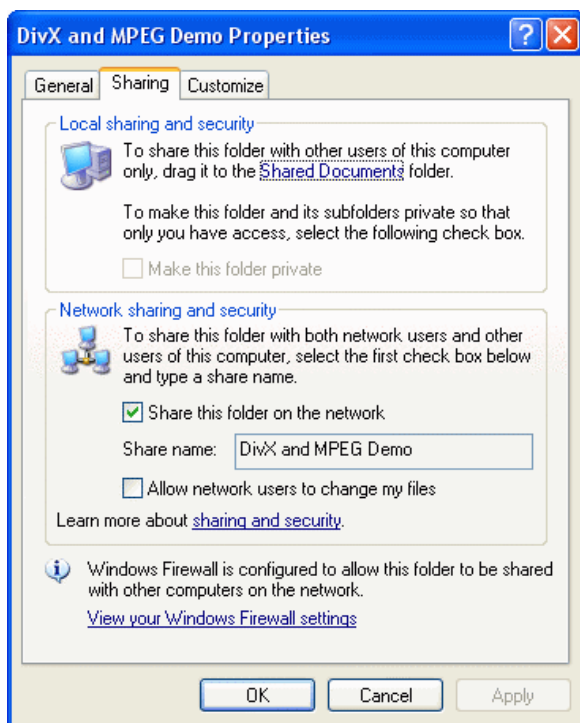 DivX and MPEG Demo Properties
General Sharing Customize
Local sharing and security
To share this folder with other users of this computer
only, drag it to the Shared Documents folder.
To make this folder and its subfolders private so that
only you have access, select the following check box.
Make this folder private
Network sharing and security
To share this folder with both network users and other
users of this computer, select the first check box below
and type a share name.
Share this folder on the network
Share name: DivX and MPEG Demo
Allow network users to change my files
Learn more about sharing and security.
Windows Firewall is configured to allow this folder to be shared
with other computers on the network.
View your Windows Firewall settings
OK Cancel Apply